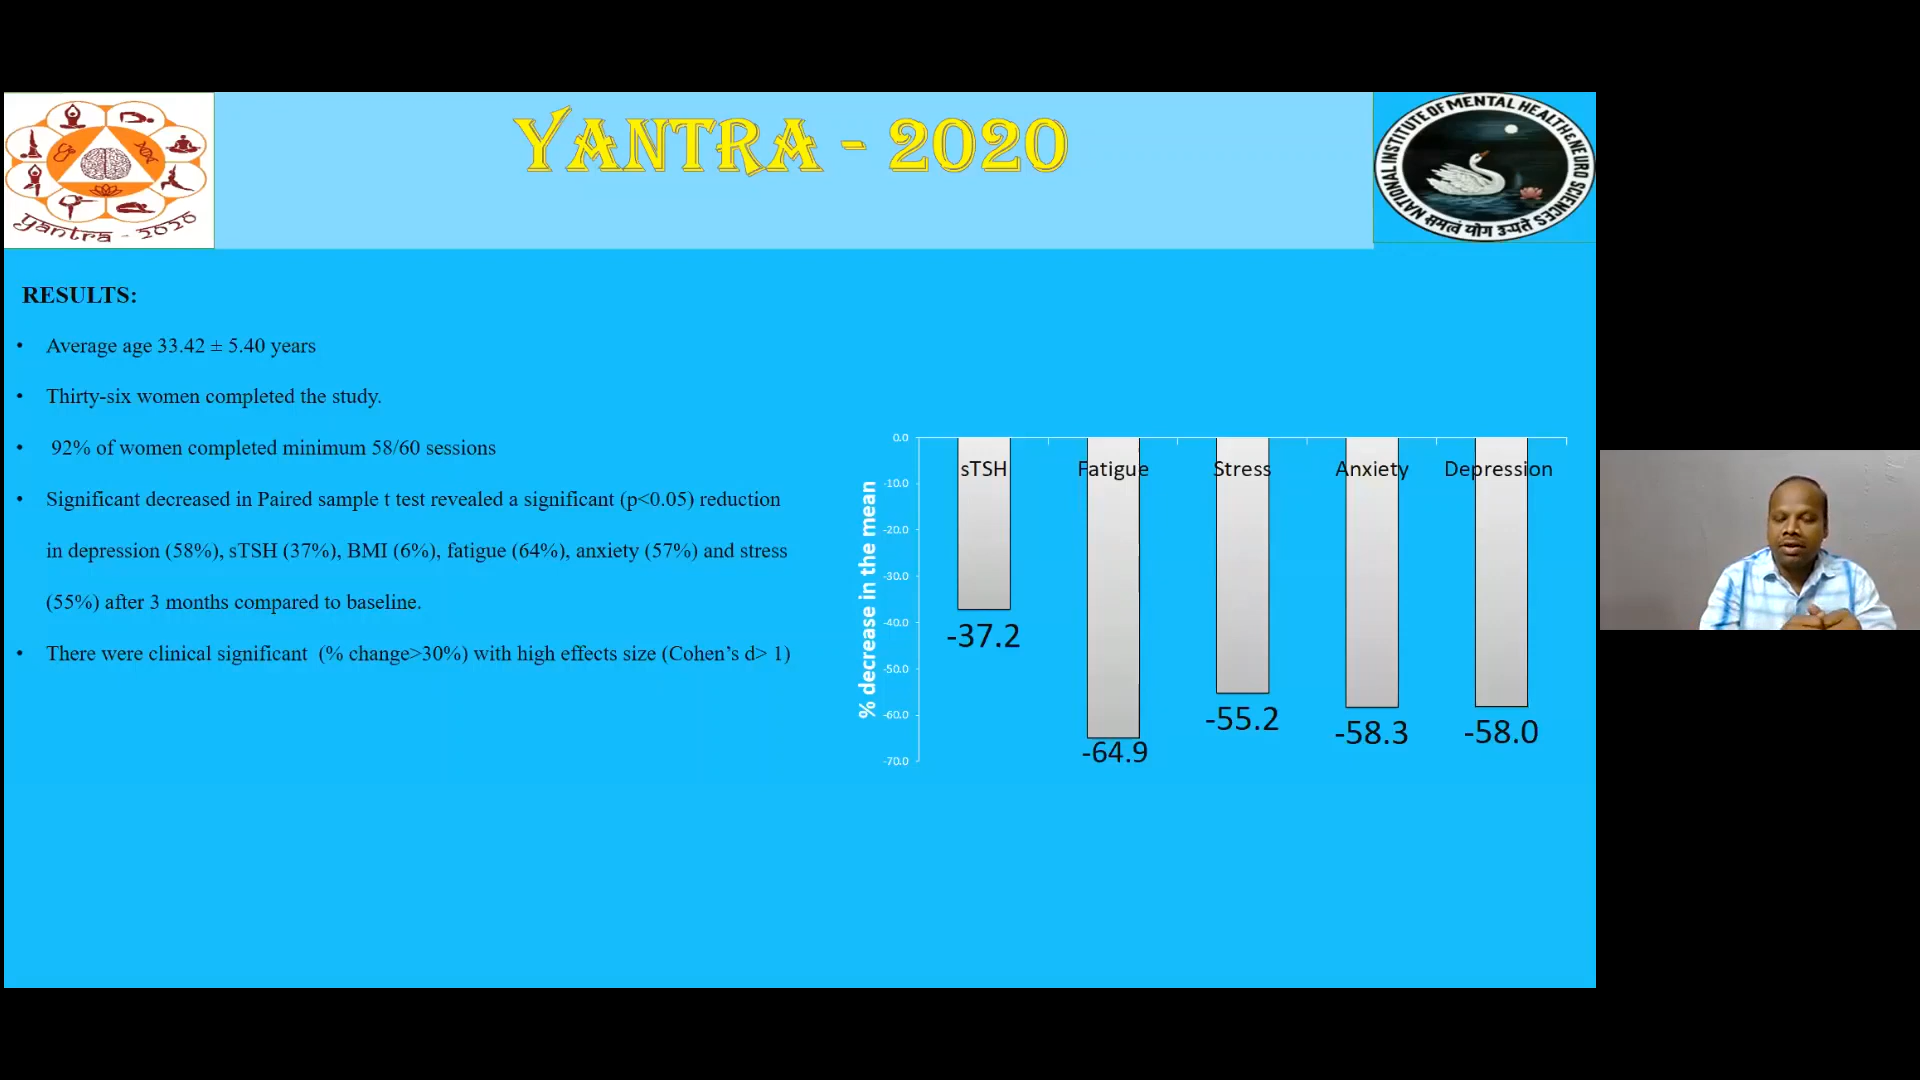 YANTRA - 2020
Yantra - 2020
NATIONAL INSTITUTE OF MENTAL HEALTH & NEURO SCIENCES
समत्वं योग उच्यते
RESULTS:
• Average age 33.42 ± 5.40 years
• Thirty-six women completed the study.
• 92% of women completed minimum 58/60 sessions
• Significant decreased in Paired sample t test revealed a significant (p<0.05) reduction
in depression (58%), sTSH (37%), BMI (6%), fatigue (64%), anxiety (57%) and stress
(55%) after 3 months compared to baseline.
• There were clinical significant (% change>30%) with high effects size (Cohen’s d> 1)
% decrease in the mean
0.0
-10.0
-20.0
-30.0
-40.0
-50.0
-60.0
-70.0
sTSH Fatigue Stress Anxiety Depression
-37.2
-64.9
-55.2
-58.3
-58.0